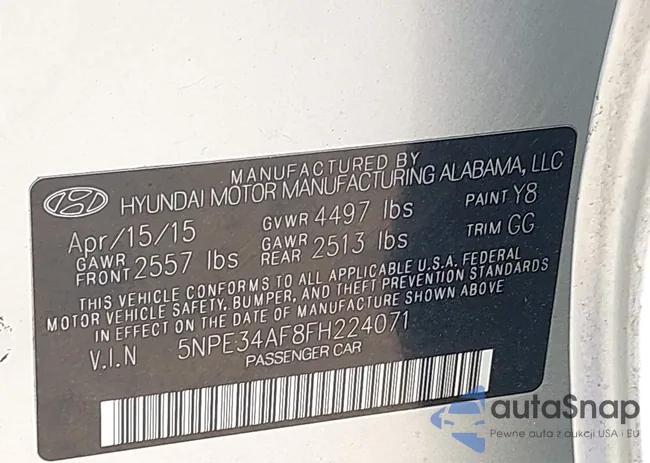 MANUFACTURED BY
HYUNDAI MOTOR MANUFACTURING ALABAMA, LLC
Apr/15/15 GVWR 4497 lbs PAINT Y8
GAWR FRONT 2557 lbs GAWR REAR 2513 lbs TRIM GG
THIS VEHICLE CONFORMS TO ALL APPLICABLE U.S.A. FEDERAL
MOTOR VEHICLE SAFETY, BUMPER, AND THEFT PREVENTION STANDARDS
IN EFFECT ON THE DATE OF MANUFACTURE SHOWN ABOVE
V.I.N 5NPE34AF8FH224071
PASSENGER CAR
autaSnap
Pewne auta z aukcji USA i EU